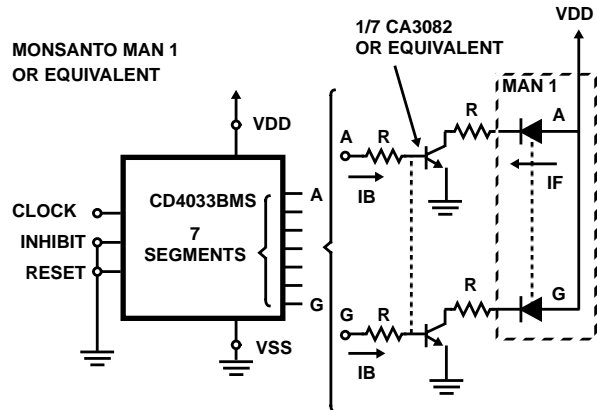 MONSANTO MAN 1
OR EQUIVALENT
1/7 CA3082
OR EQUIVALENT
VDD
MAN 1
VDD
A
R
R
A
IB
IF
CLOCK
INHIBIT
RESET
CD4033BMS
7
SEGMENTS
A
G
VSS
G
R
R
G
IB